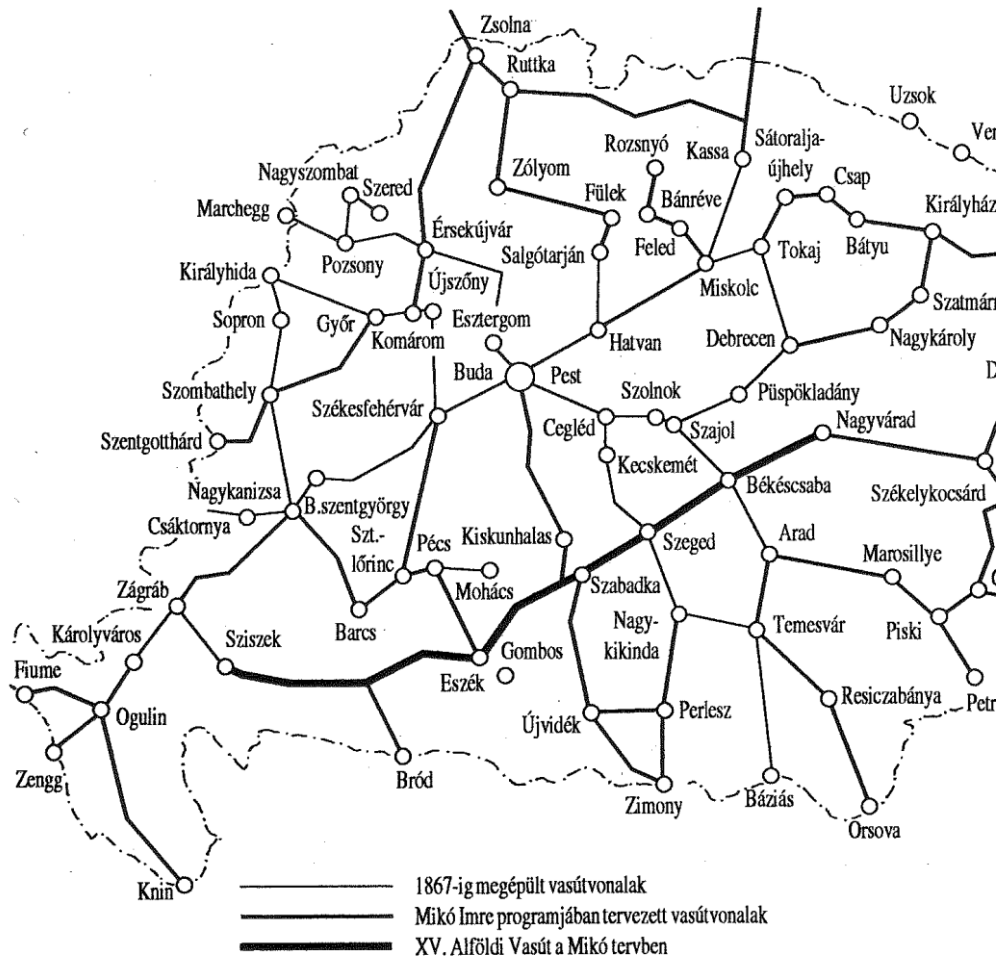 Zsolna
Ruttka
Uzsok
Ver
Rozsnyó
Kassa
Sátoralja-
újhely
Nagyszombat
Szered
Zólyom
Csap
Fülek
Bánréve
Marchegg
Királyház
Érsekújvár
Feled
Tokaj
Bátyu
Pozsony
Salgótarján
Királyhida
Újszőny
Miskolc
Szatmárn
Sopron
Győr
Komárom
Esztergom
Hatvan
Debrecen
Nagykároly
D
Buda
Pest
Szombathely
Székesfehérvár
Szolnok
Püspökladány
Szentgotthárd
Cegléd
Szajol
Nagyvárad
Kecskemét
Nagykanizsa
B.szentgyörgy
Békéscsaba
Székelykocsárd
Csáktornya
Szt.-
lőrinc
Pécs
Kiskunhalas
Szeged
Arad
Marosillye
Mohács
Szabadka
Zágráb
Barcs
Nagy-
kikinda
Temesvár
Piski
Károlyváros
Sziszek
Gombos
Fiume
Eszék
Resiczabánya
Petr
Ogulin
Újvidék
Perlesz
Zengg
Bród
Zimony
Báziás
Orsova
Knin
1867-ig megépült vasútvonalak
Mikó Imre programjában tervezett vasútvonalak
XV. Alföldi Vasút a Mikó tervben